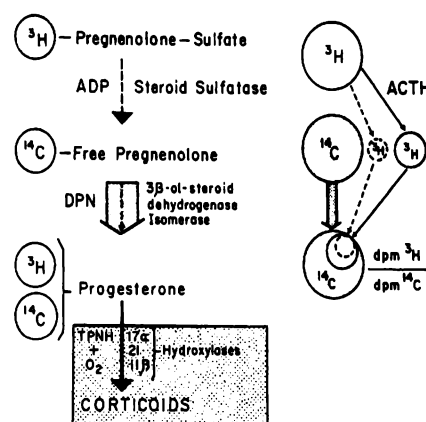 ³H – Pregnenolone – Sulfate
ADP Steroid Sulfatase
¹⁴C – Free Pregnenolone
DPN 3β-ol-steroid
dehydrogenase
Isomerase
³H
¹⁴C
Progesterone
TPNH 17α
+ 21 -Hydroxylases
O₂ 11β
CORTICOIDS
³H
ACTH
¹⁴C ³H ³H
¹⁴C
dpm ³H
dpm ¹⁴C